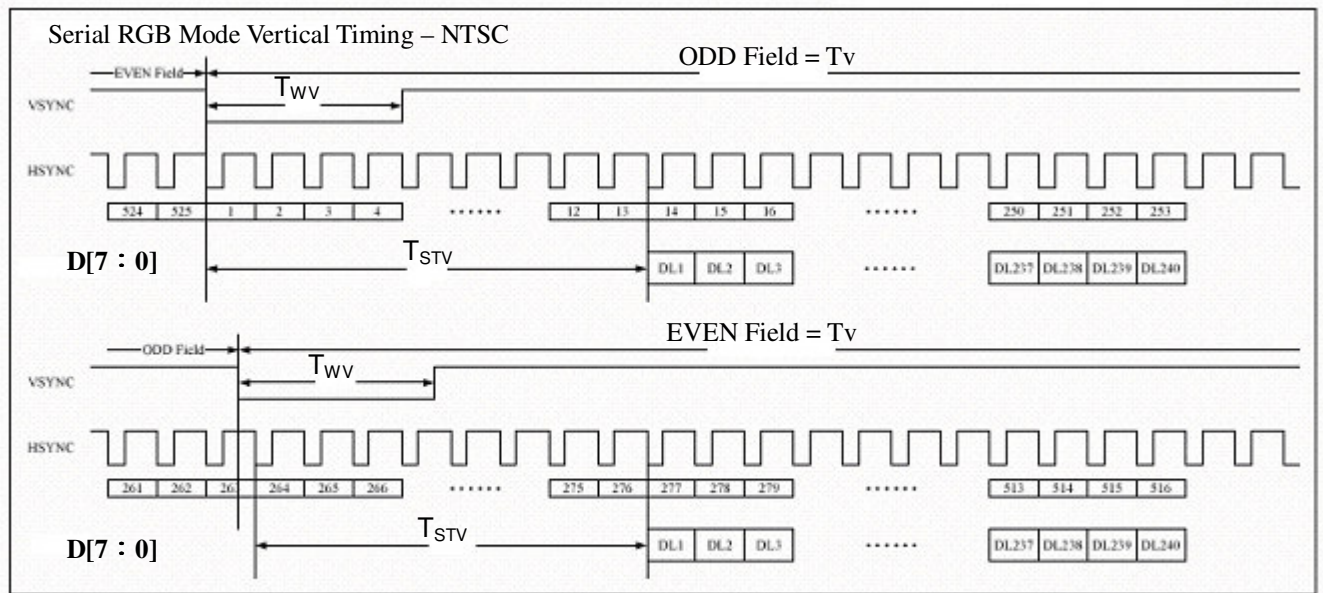 Serial RGB Mode Vertical Timing – NTSC
EVEN Field
ODD Field = Tv
TWV
VSYNC
HSYNC
524 525 1 2 3 4 ······ 12 13 14 15 16 ······ 250 251 252 253
D[7：0]
TSTV
DL1 DL2 DL3 ······ DL237 DL238 DL239 DL240
ODD Field
EVEN Field = Tv
TWV
VSYNC
HSYNC
261 262 263 264 265 266 ······ 275 276 277 278 279 ······ 513 514 515 516
D[7：0]
TSTV
DL1 DL2 DL3 ······ DL237 DL238 DL239 DL240